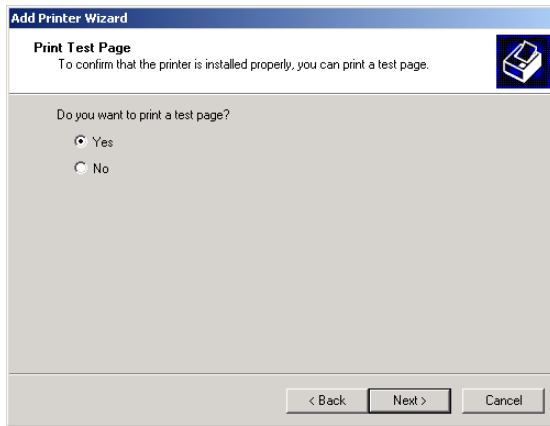 Add Printer Wizard
Print Test Page
To confirm that the printer is installed properly, you can print a test page.
Do you want to print a test page?
Yes
No
< Back Next > Cancel